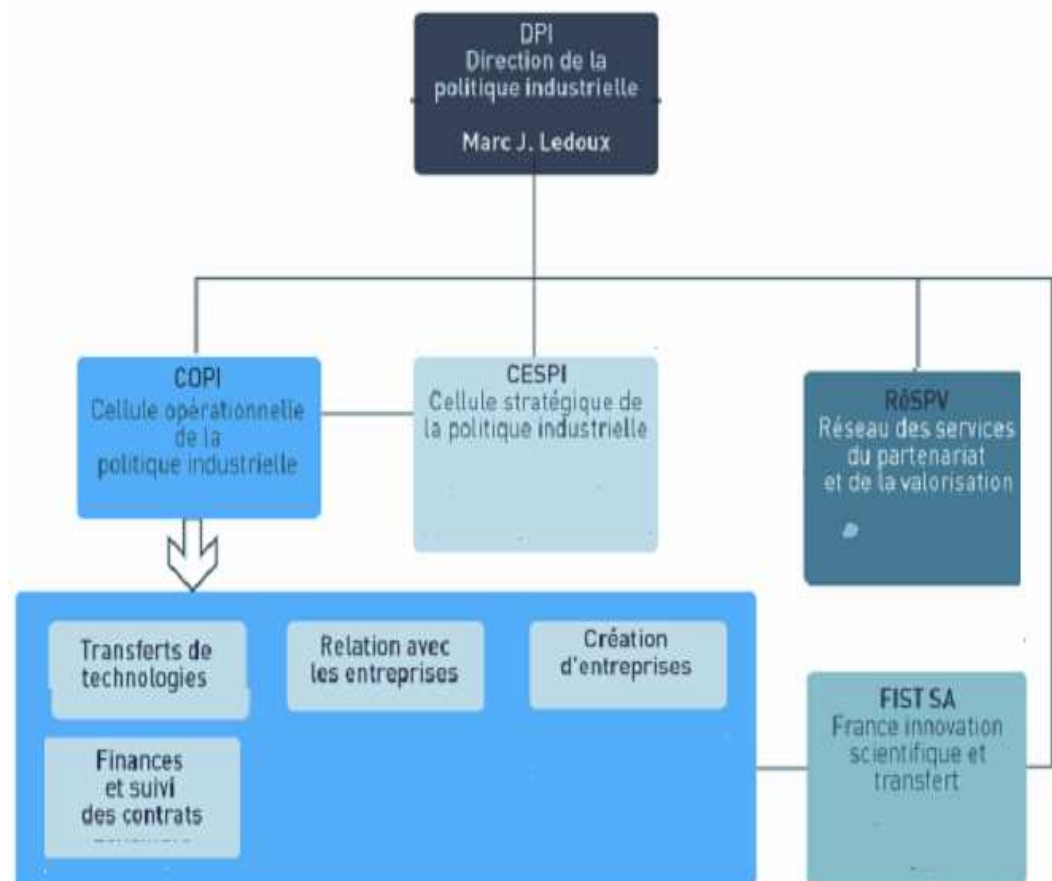 DPI
Direction de la
politique industrielle
Marc J. Ledoux
COPI
Cellule opérationnelle
de la
politique industrielle
CESPI
Cellule stratégique de
la politique industrielle
RéSPV
Réseau des services
du partenariat
et de la valorisation
Transferts de
technologies
Relation avec
les entreprises
Création
d'entreprises
Finances
et suivi
des contrats
FIST SA
France innovation
scientifique et
transfert